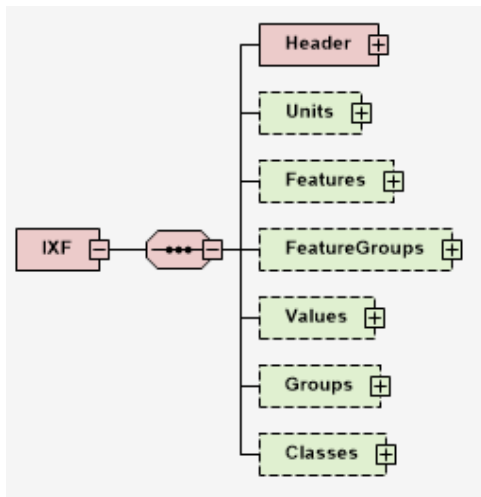 Header
Units
Features
IXF
FeatureGroups
Values
Groups
Classes